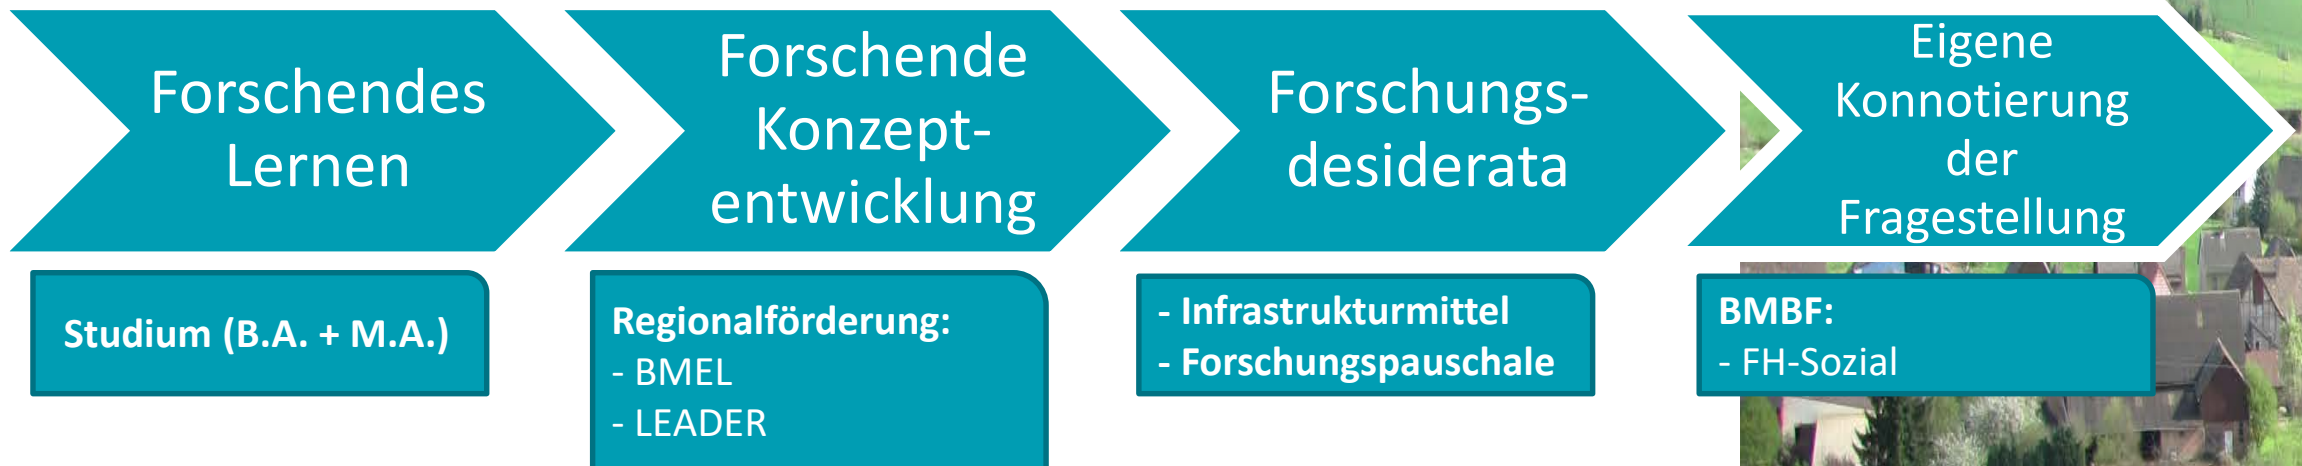 Forschendes
Lernen
Forschende
Konzept-
entwicklung
Forschungs-
desiderata
Eigene
Konnotierung
der
Fragestellung
Studium (B.A. + M.A.)
Regionalförderung:
- BMEL
- LEADER
- Infrastrukturmittel
- Forschungspauschale
BMBF:
- FH-Sozial